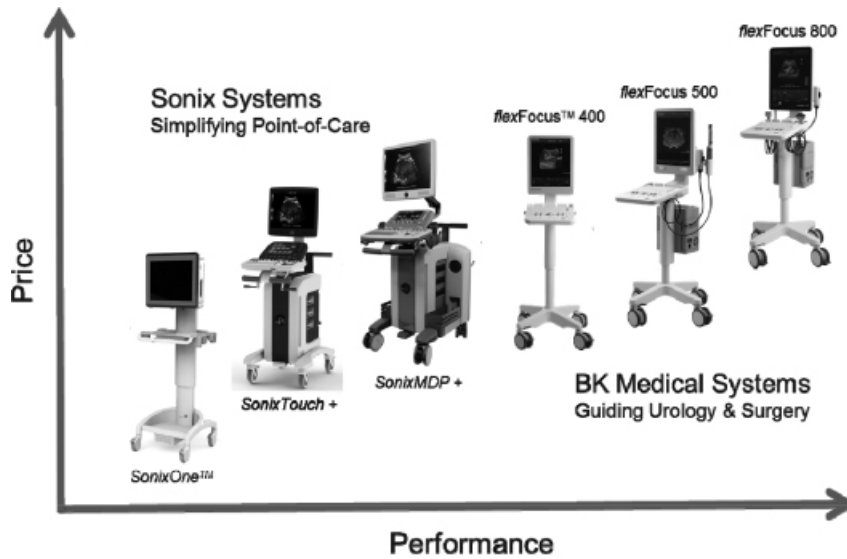 flexFocus 800
flexFocus 500
Sonix Systems
Simplifying Point-of-Care
flexFocus™ 400
Price
SonixMDP +
BK Medical Systems
Guiding Urology & Surgery
SonixTouch +
SonixOne™
Performance